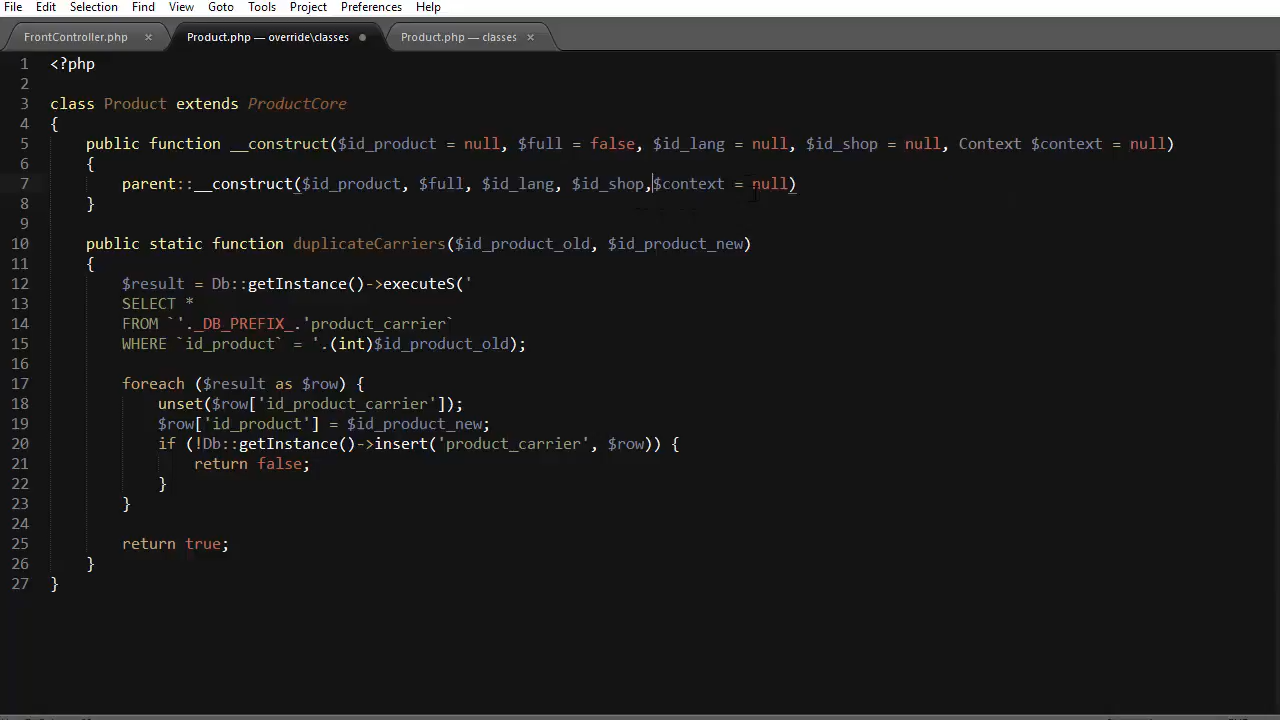 File Edit Selection Find View Goto Tools Project Preferences Help
FrontController.php × Product.php — override\classes Product.php — classes ×
1 <?php
2
3 class Product extends ProductCore
4 {
5 public function __construct($id_product = null, $full = false, $id_lang = null, $id_shop = null, Context $context = null)
6 {
7 parent::__construct($id_product, $full, $id_lang, $id_shop,$context = null)
8 }
9
10 public static function duplicateCarriers($id_product_old, $id_product_new)
11 {
12 $result = Db::getInstance()->executeS('
13 SELECT *
14 FROM `'._DB_PREFIX_.'product_carrier`
15 WHERE `id_product` = '.(int)$id_product_old);
16
17 foreach ($result as $row) {
18 unset($row['id_product_carrier']);
19 $row['id_product'] = $id_product_new;
20 if (!Db::getInstance()->insert('product_carrier', $row)) {
21 return false;
22 }
23 }
24
25 return true;
26 }
27 }